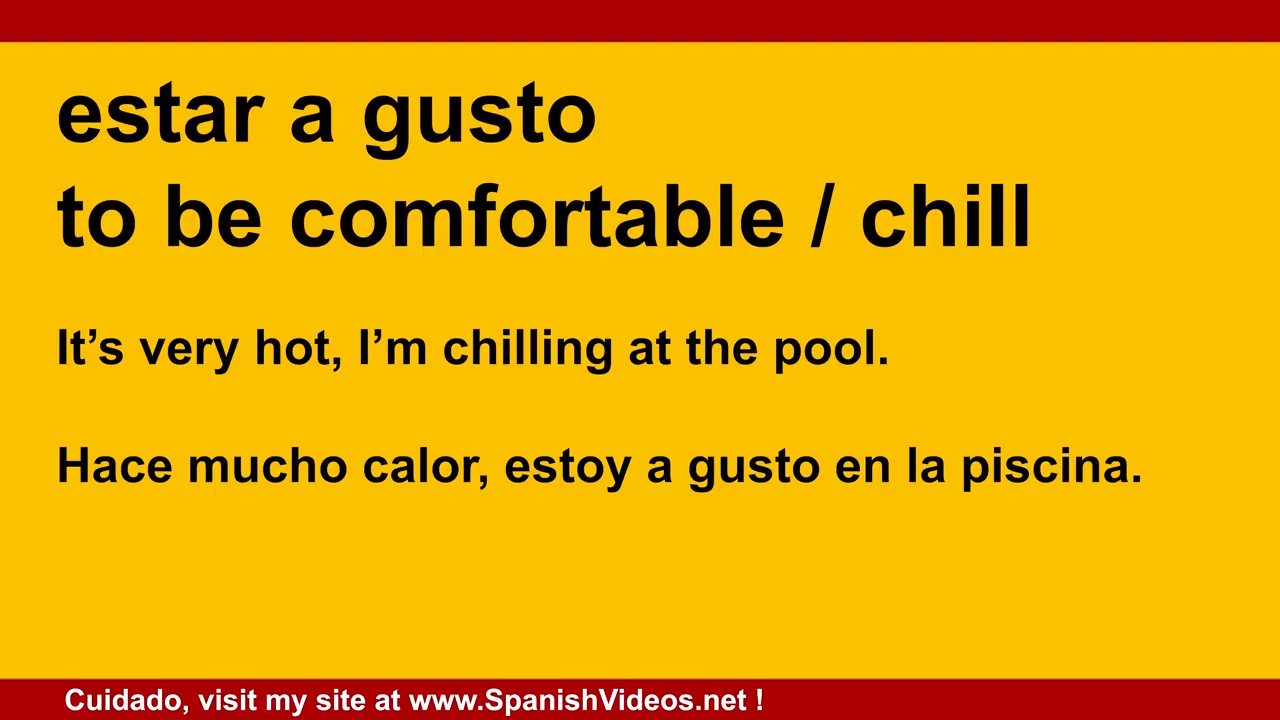 estar a gusto
to be comfortable / chill
It’s very hot, I’m chilling at the pool.
Hace mucho calor, estoy a gusto en la piscina.
Cuidado, visit my site at www.SpanishVideos.net !